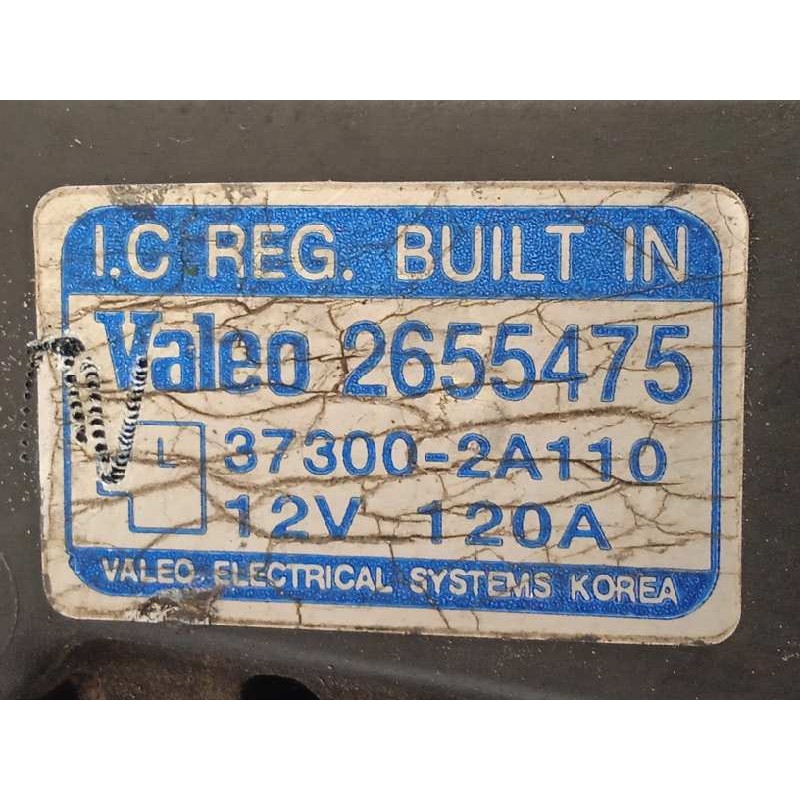 I.C REG. BUILT IN
Valeo 2655475
L 37300-2A110
12V 120A
VALEO ELECTRICAL SYSTEMS KOREA